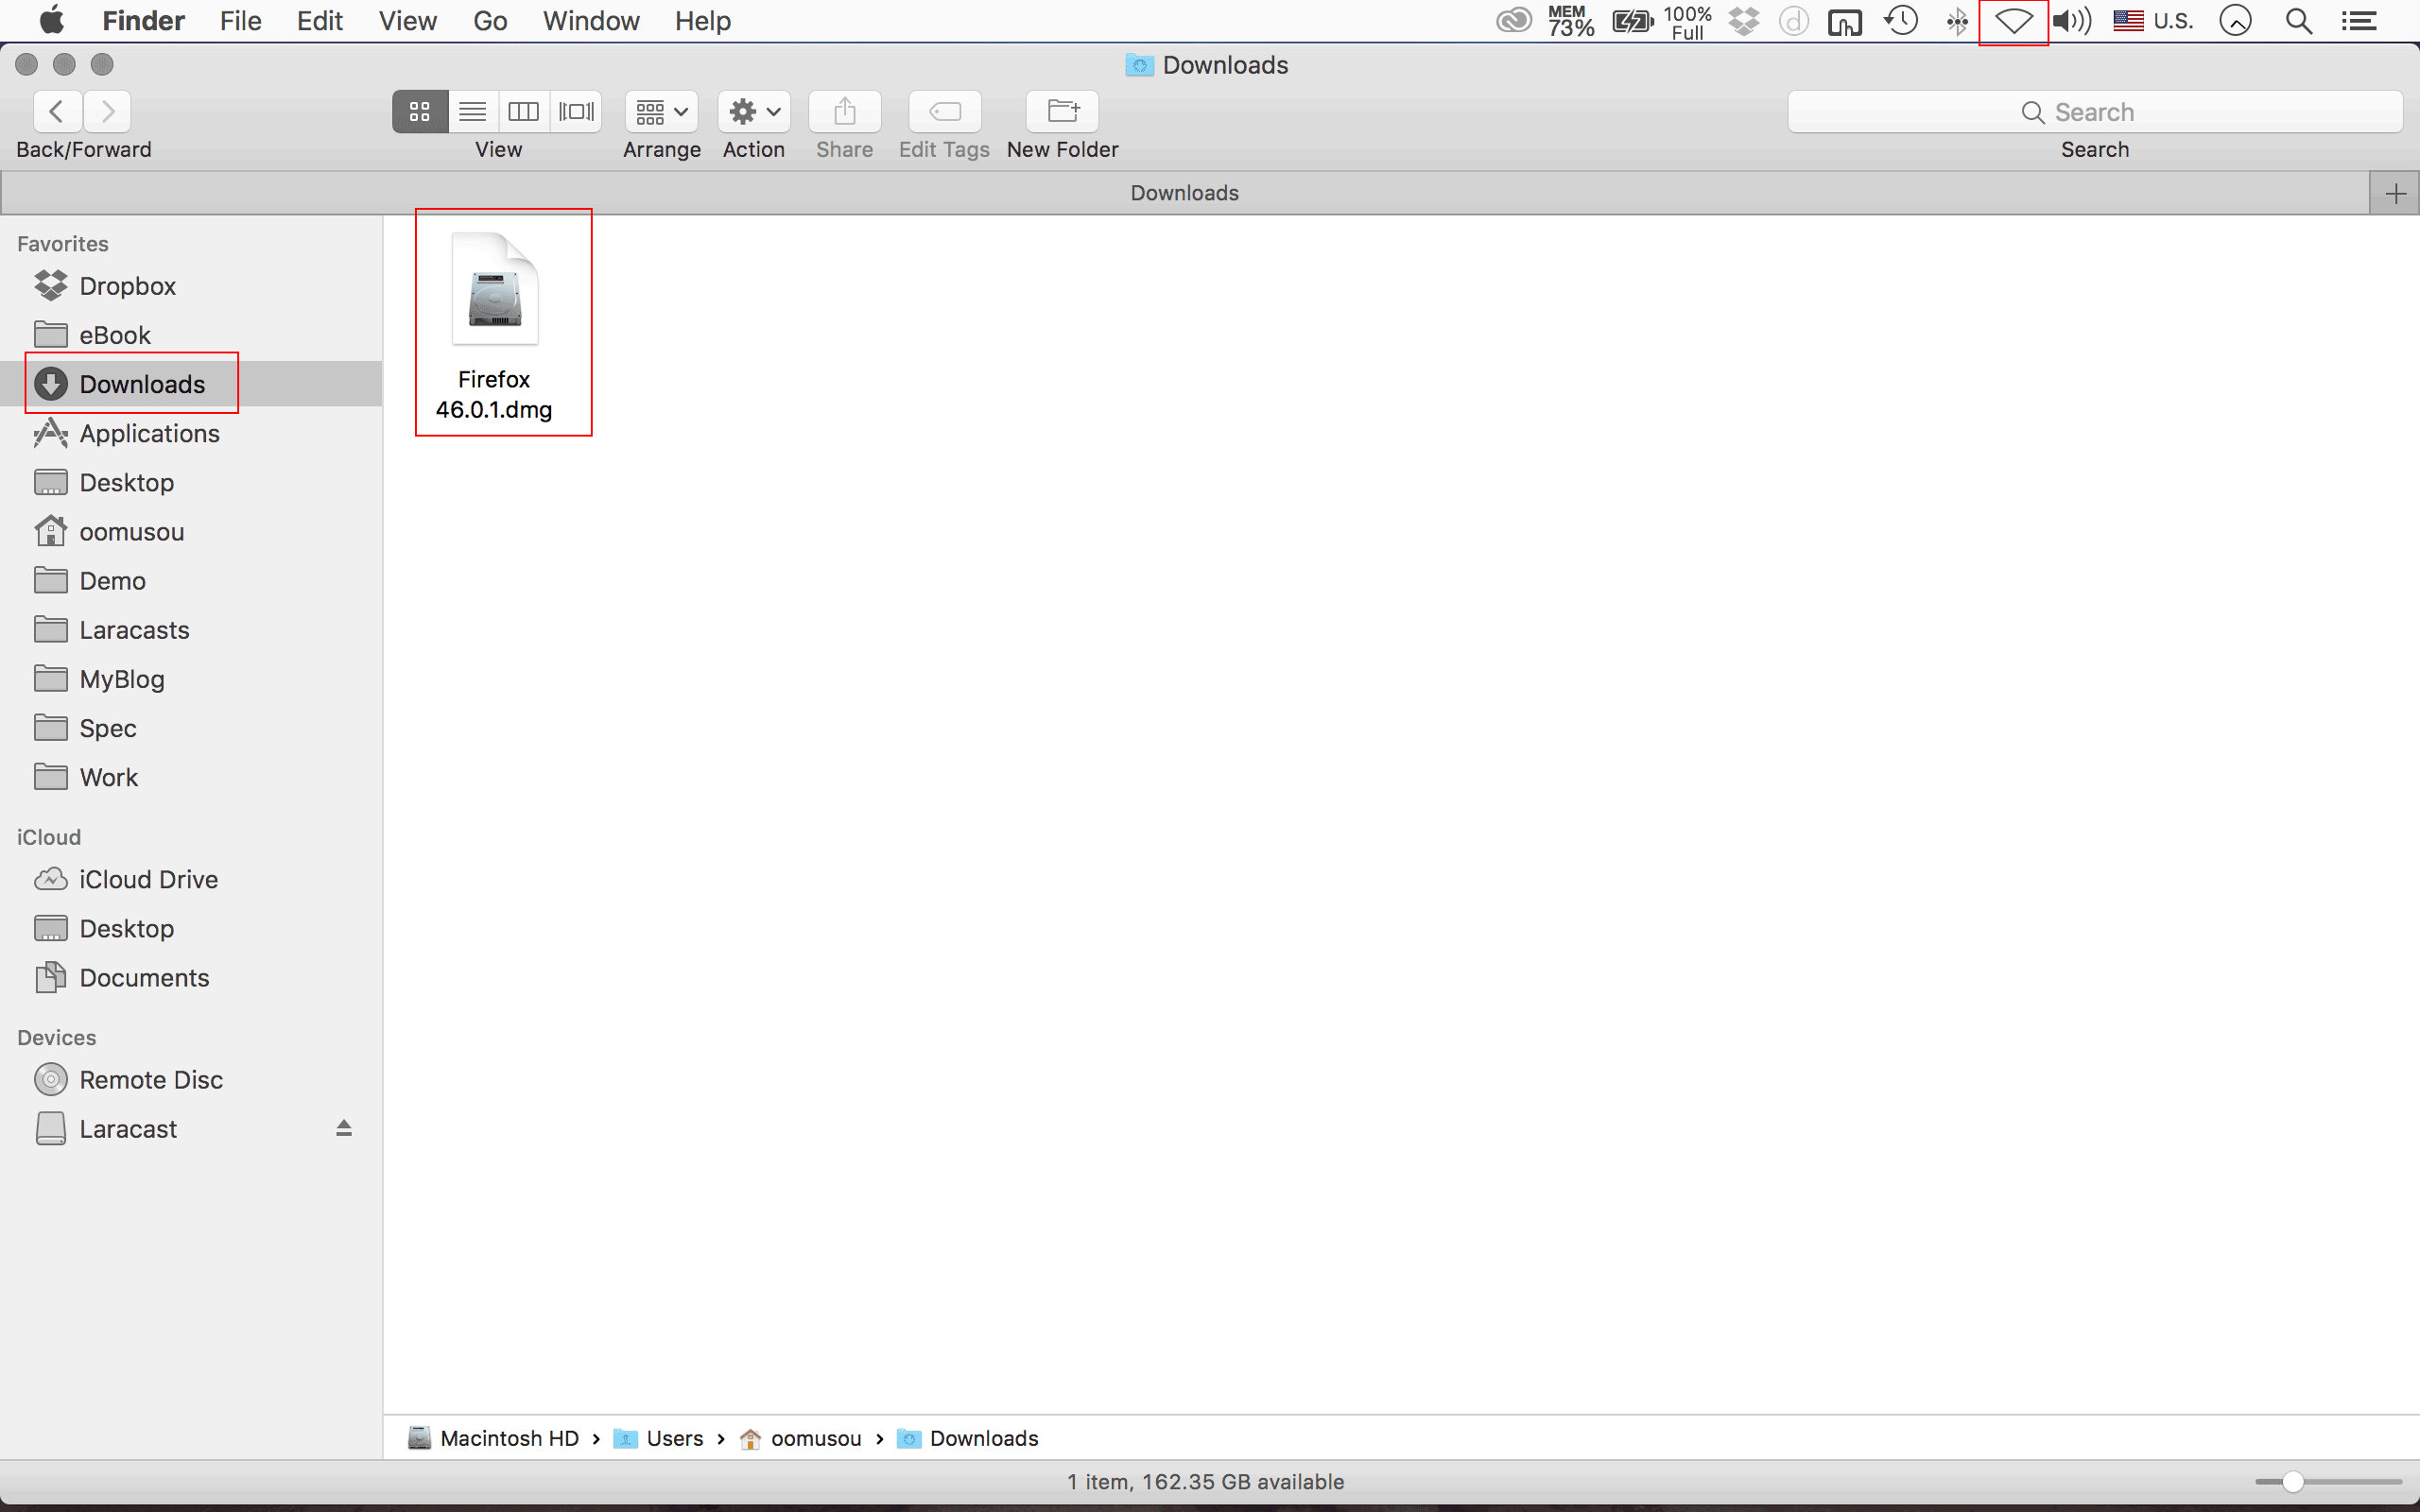 Finder File Edit View Go Window Help MEM 73% 100% Full U.S.
Downloads
Search
Back/Forward View Arrange Action Share Edit Tags New Folder Search
Downloads
Favorites
Dropbox
eBook
Downloads
Applications
Desktop
oomusou
Demo
Laracasts
MyBlog
Spec
Work
iCloud
iCloud Drive
Desktop
Documents
Devices
Remote Disc
Laracast
Firefox
46.0.1.dmg
Macintosh HD › Users › oomusou › Downloads
1 item, 162.35 GB available